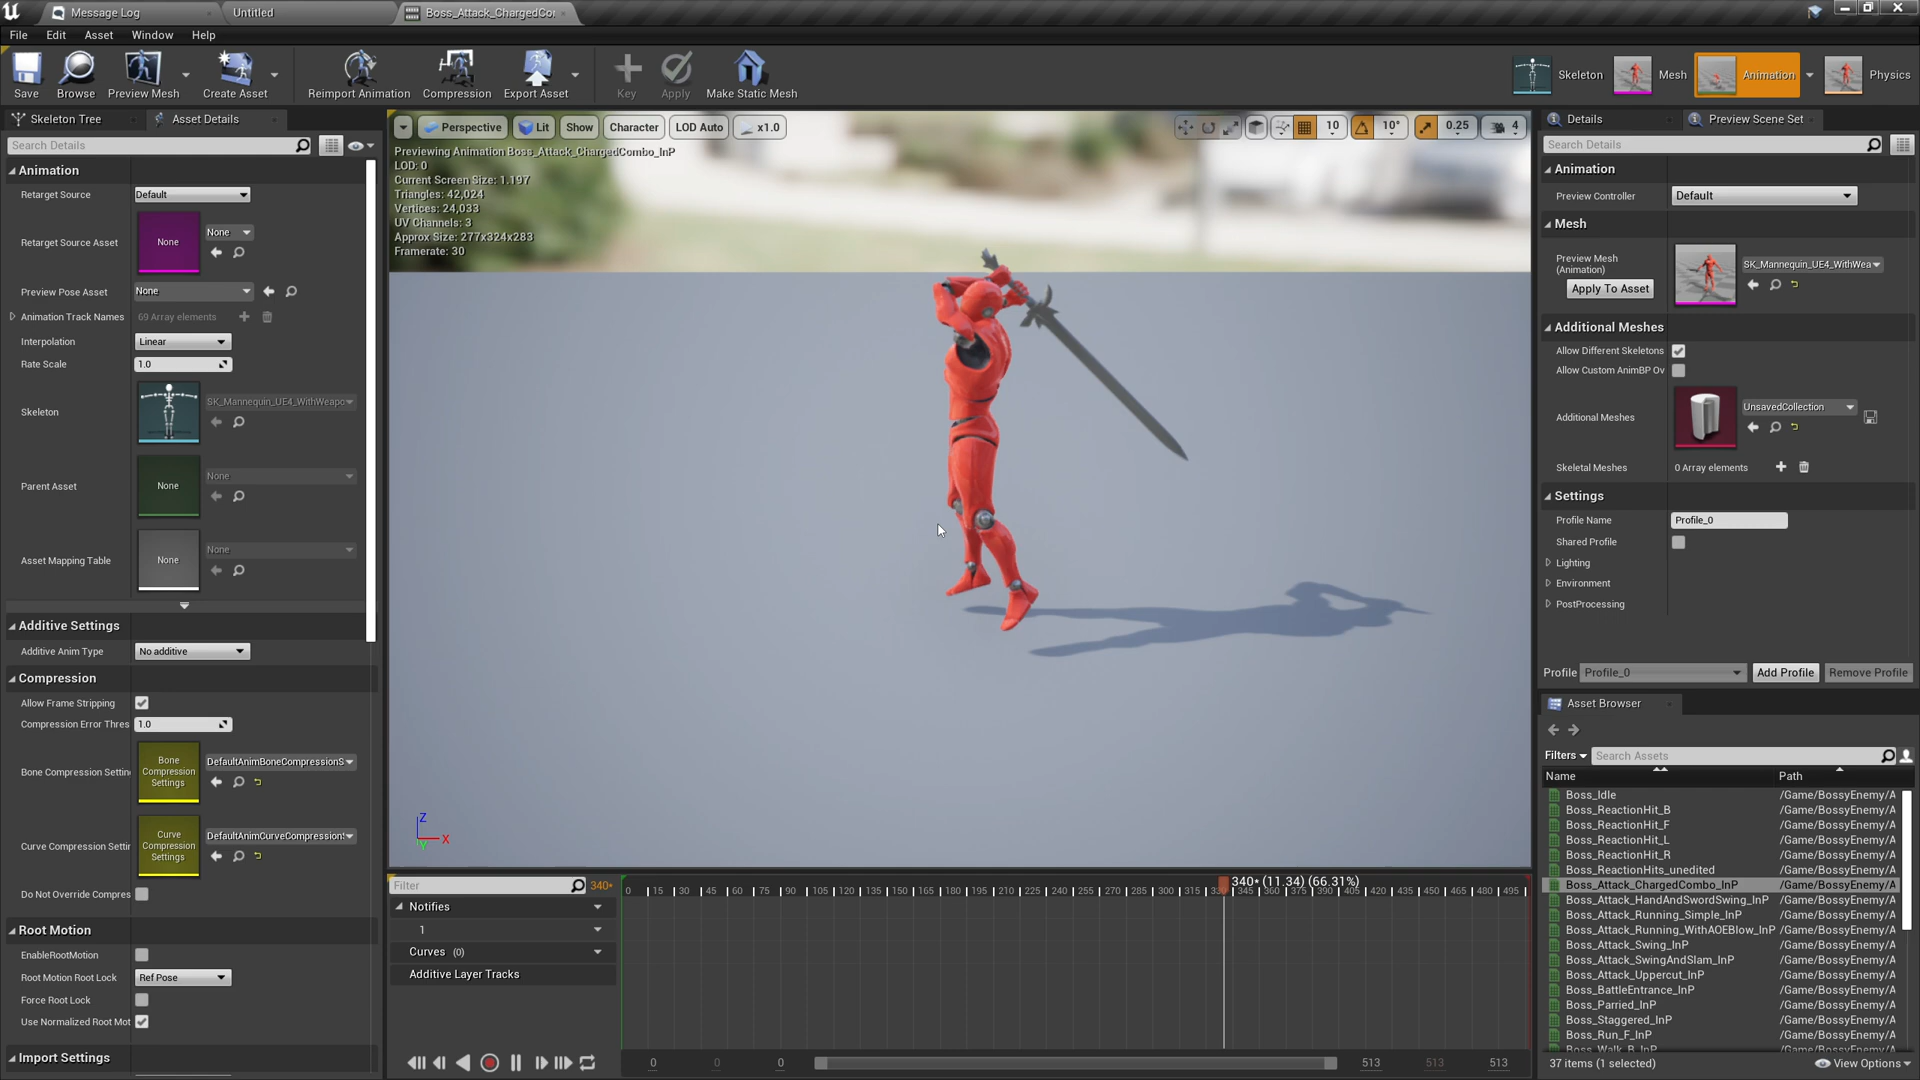 Message Log
Untitled
Boss_Attack_ChargedCo
File Edit Asset Window Help
Save
Browse
Preview Mesh
Create Asset
Reimport Animation
Compression
Export Asset
Key
Apply
Make Static Mesh
Skeleton
Mesh
Animation
Physics
Skeleton Tree
Asset Details
Search Details
Animation
Retarget Source Default
Retarget Source Asset None None
Preview Pose Asset None
Animation Track Names 69 Array elements
Interpolation Linear
Rate Scale 1.0
Skeleton SK_Mannequin_UE4_WithWeapo
Parent Asset None None
Asset Mapping Table None None
Additive Settings
Additive Anim Type No additive
Compression
Allow Frame Stripping
Compression Error Thres 1.0
Bone Compression Settin Bone Compression Settings DefaultAnimBoneCompressionS
Curve Compression Settin Curve Compression Settings DefaultAnimCurveCompression
Do Not Override Compres
Root Motion
EnableRootMotion
Root Motion Root Lock Ref Pose
Force Root Lock
Use Normalized Root Mot
Import Settings
Perspective Lit Show Character LOD Auto x1.0
10 10° 0.25 4
Previewing Animation Boss_Attack_ChargedCombo_InP
LOD: 0
Current Screen Size: 1.197
Triangles: 42,024
Vertices: 24,033
UV Channels: 3
Approx Size: 277x324x283
Framerate: 30
Z
X
Y
Filter 340*
340* (11.34) (66.31%)
0 15 30 45 60 75 90 105 120 135 150 165 180 195 210 225 240 255 270 285 300 315 345 360 375 390 405 420 435 450 465 480 495
Notifies
1
Curves (0)
Additive Layer Tracks
0 0 0 513 513 513
Details
Preview Scene Set
Search Details
Animation
Preview Controller Default
Mesh
Preview Mesh
(Animation)
SK_Mannequin_UE4_WithWea
Apply To Asset
Additional Meshes
Allow Different Skeletons
Allow Custom AnimBP Ov
Additional Meshes UnsavedCollection
Skeletal Meshes 0 Array elements
Settings
Profile Name Profile_0
Shared Profile
Lighting
Environment
PostProcessing
Profile Profile_0 Add Profile Remove Profile
Asset Browser
Filters Search Assets
Name Path
Boss_Idle /Game/BossyEnemy/A
Boss_ReactionHit_B /Game/BossyEnemy/A
Boss_ReactionHit_F /Game/BossyEnemy/A
Boss_ReactionHit_L /Game/BossyEnemy/A
Boss_ReactionHit_R /Game/BossyEnemy/A
Boss_ReactionHits_unedited /Game/BossyEnemy/A
Boss_Attack_ChargedCombo_InP /Game/BossyEnemy/A
Boss_Attack_HandAndSwordSwing_InP /Game/BossyEnemy/A
Boss_Attack_Running_Simple_InP /Game/BossyEnemy/A
Boss_Attack_Running_WithAOEBlow_InP /Game/BossyEnemy/A
Boss_Attack_Swing_InP /Game/BossyEnemy/A
Boss_Attack_SwingAndSlam_InP /Game/BossyEnemy/A
Boss_Attack_Uppercut_InP /Game/BossyEnemy/A
Boss_BattleEntrance_InP /Game/BossyEnemy/A
Boss_Parried_InP /Game/BossyEnemy/A
Boss_Staggered_InP /Game/BossyEnemy/A
Boss_Run_F_InP /Game/BossyEnemy/A
Boss_Walk_B_InP /Game/BossyEnemy/A
37 items (1 selected) View Options